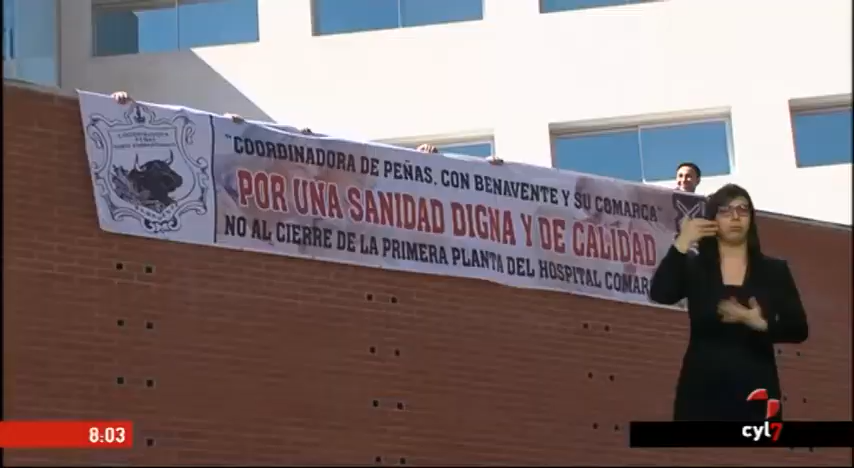 "COORDINADORA DE PEÑAS, CON BENAVENTE Y SU COMARCA"
POR UNA SANIDAD DIGNA Y DE CALIDAD
NO AL CIERRE DE LA PRIMERA PLANTA DEL HOSPITAL COMAR
8:03
cyl7